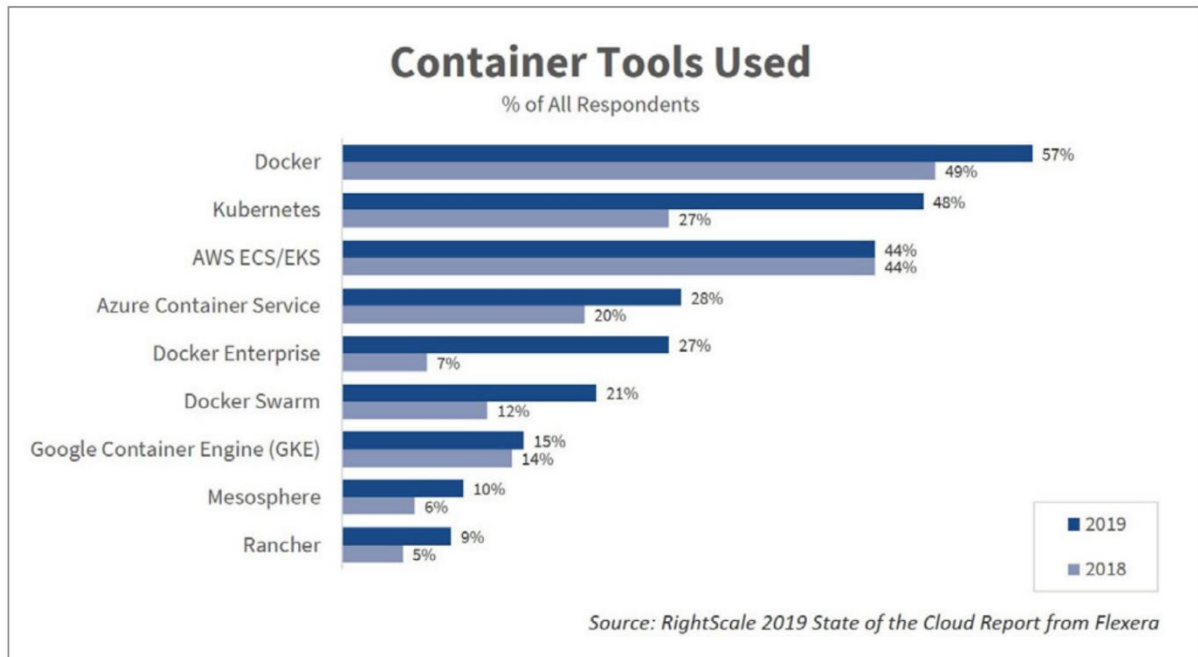 Container Tools Used
% of All Respondents
Docker
57%
49%
Kubernetes
48%
27%
AWS ECS/EKS
44%
44%
Azure Container Service
28%
20%
Docker Enterprise
27%
7%
Docker Swarm
21%
12%
Google Container Engine (GKE)
15%
14%
Mesosphere
10%
6%
Rancher
9%
5%
2019
2018
Source: RightScale 2019 State of the Cloud Report from Flexera